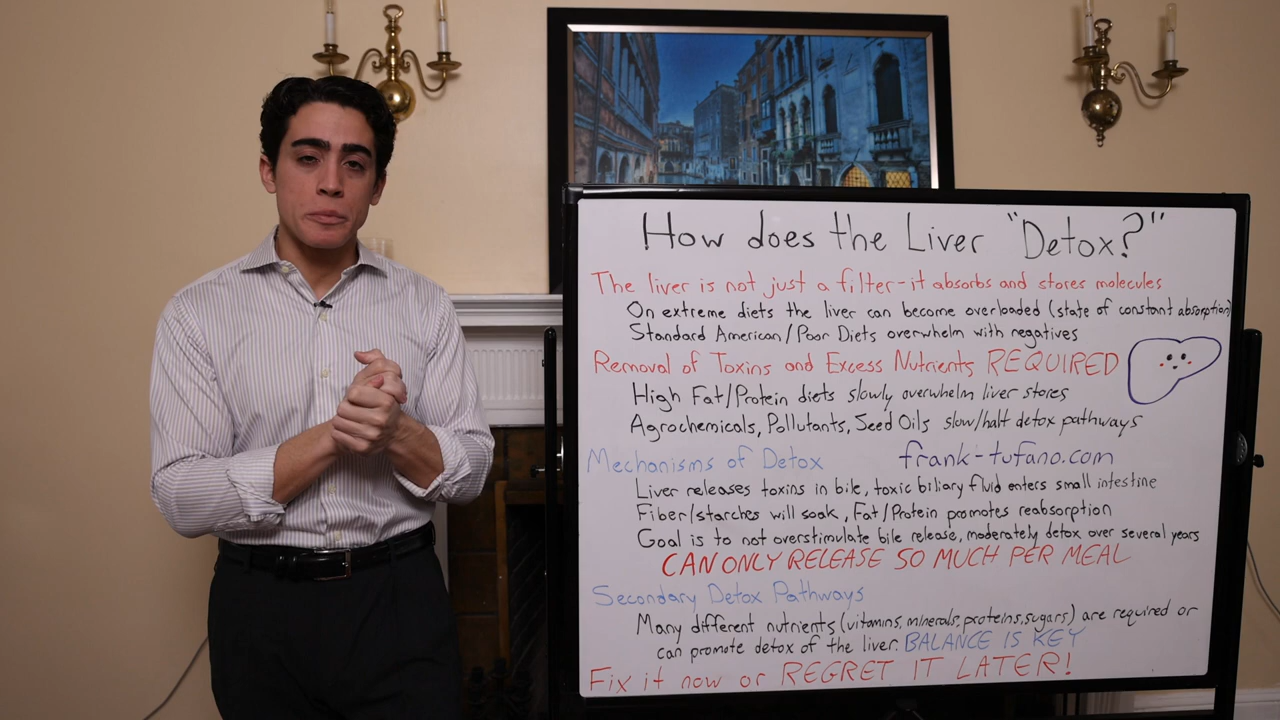 How does the Liver "Detox?"
The liver is not just a filter-it absorbs and stores molecules
On extreme diets the liver can become overloaded (state of constant absorption)
Standard American/Poor Diets overwhelm with negatives
Removal of Toxins and Excess Nutrients REQUIRED
High Fat/Protein diets slowly overwhelm liver stores
Agrochemicals, Pollutants, Seed Oils slow/halt detox pathways
Mechanisms of Detox frank-tufano.com
Liver releases toxins in bile, toxic biliary fluid enters small intestine
Fiber/starches will soak, Fat/Protein promotes reabsorption
Goal is to not overstimulate bile release, moderately detox over several years
CAN ONLY RELEASE SO MUCH PER MEAL
Secondary Detox Pathways
Many different nutrients (vitamins, minerals, proteins, sugars) are required or
can promote detox of the liver. BALANCE IS KEY
Fix it now or REGRET IT LATER!